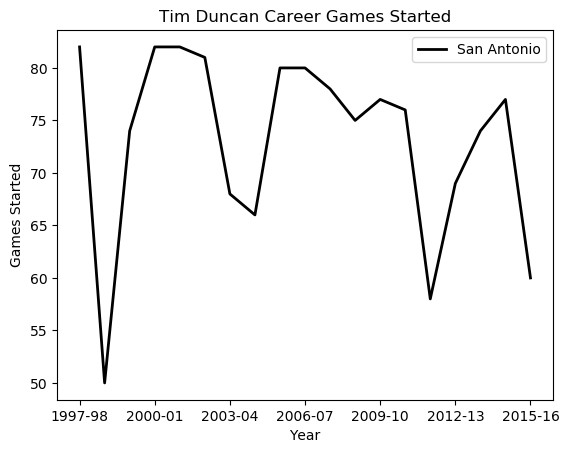 Tim Duncan Career Games Started
San Antonio
Games Started
80
75
70
65
60
55
50
1997-98 2000-01 2003-04 2006-07 2009-10 2012-13 2015-16
Year